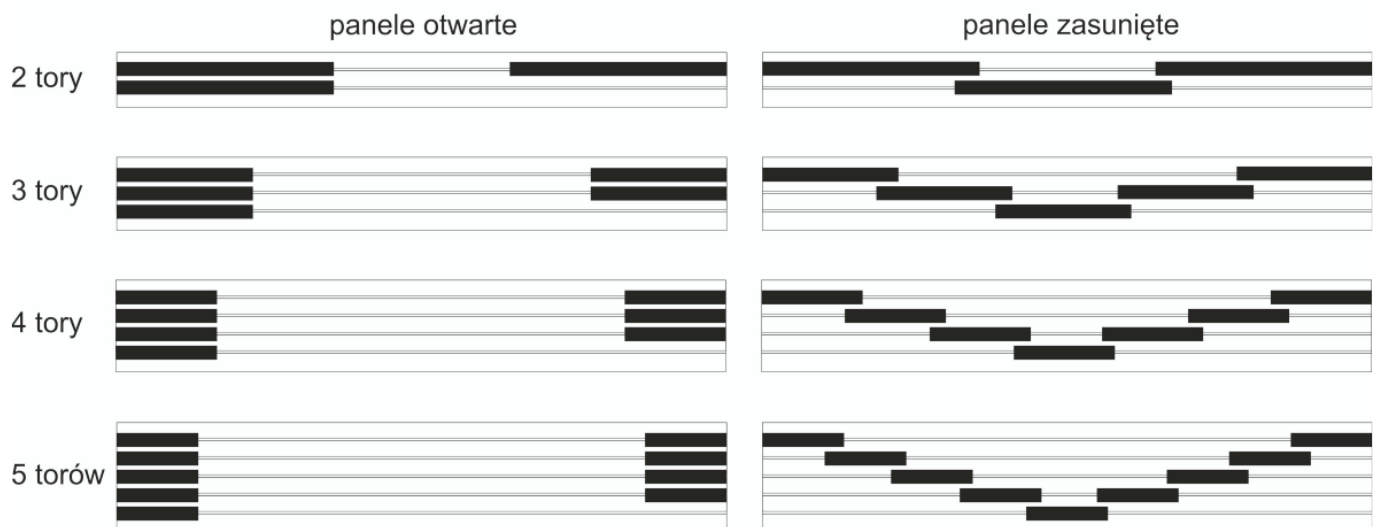 panele otwarte
panele zasunięte
2 tory
3 tory
4 tory
5 torów